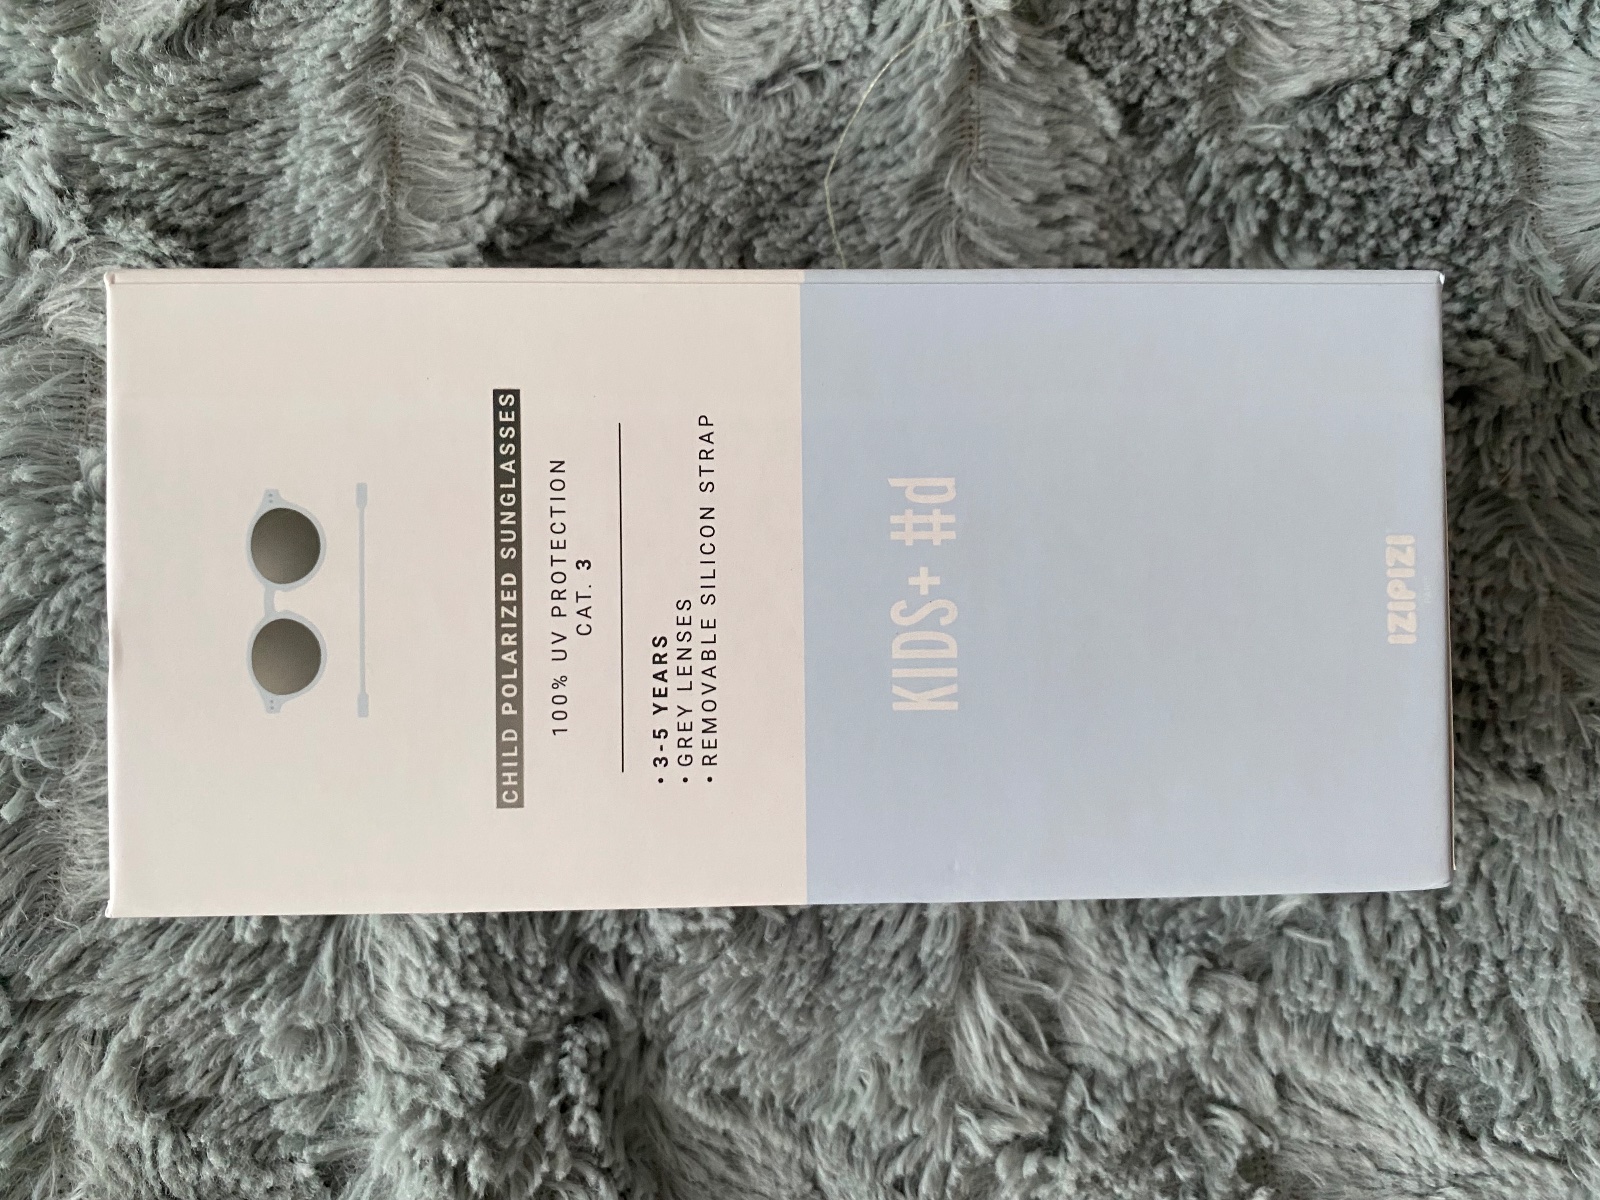 CHILD POLARIZED SUNGLASSES
100% UV PROTECTION
CAT. 3
• 3-5 YEARS
• GREY LENSES
• REMOVABLE SILICON STRAP
KIDS+ #d
IZIPIZI